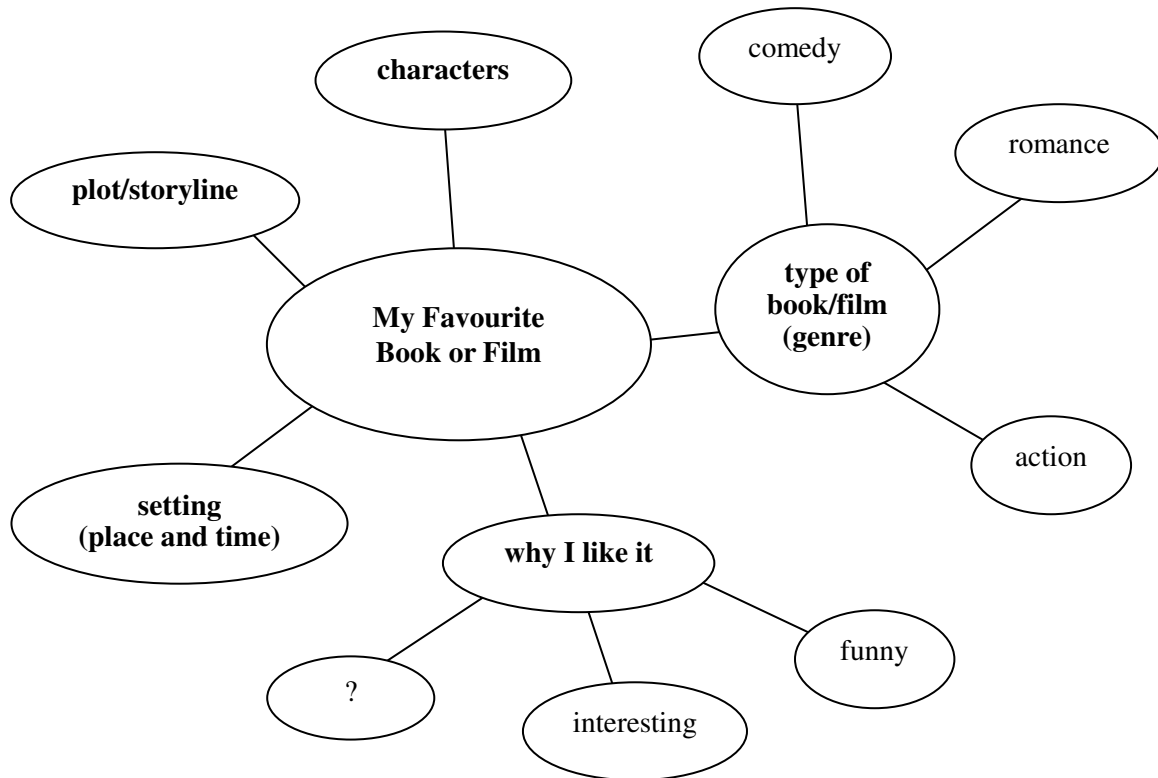 comedy
characters
romance
plot/storyline
type of
book/film
(genre)
My Favourite
Book or Film
action
setting
(place and time)
why I like it
funny
?
interesting